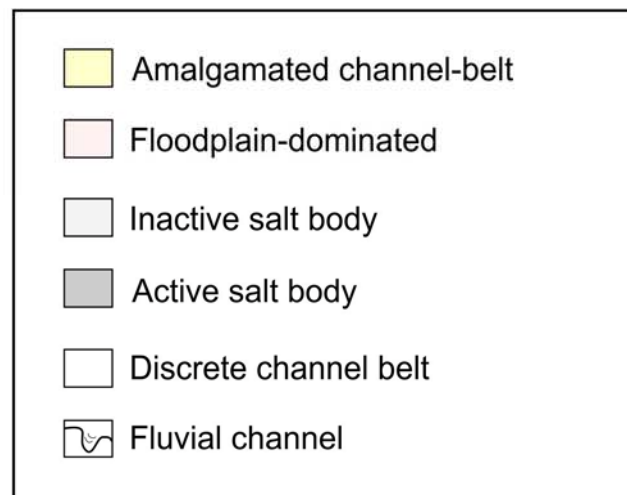 Amalgamated channel-belt
Floodplain-dominated
Inactive salt body
Active salt body
Discrete channel belt
Fluvial channel